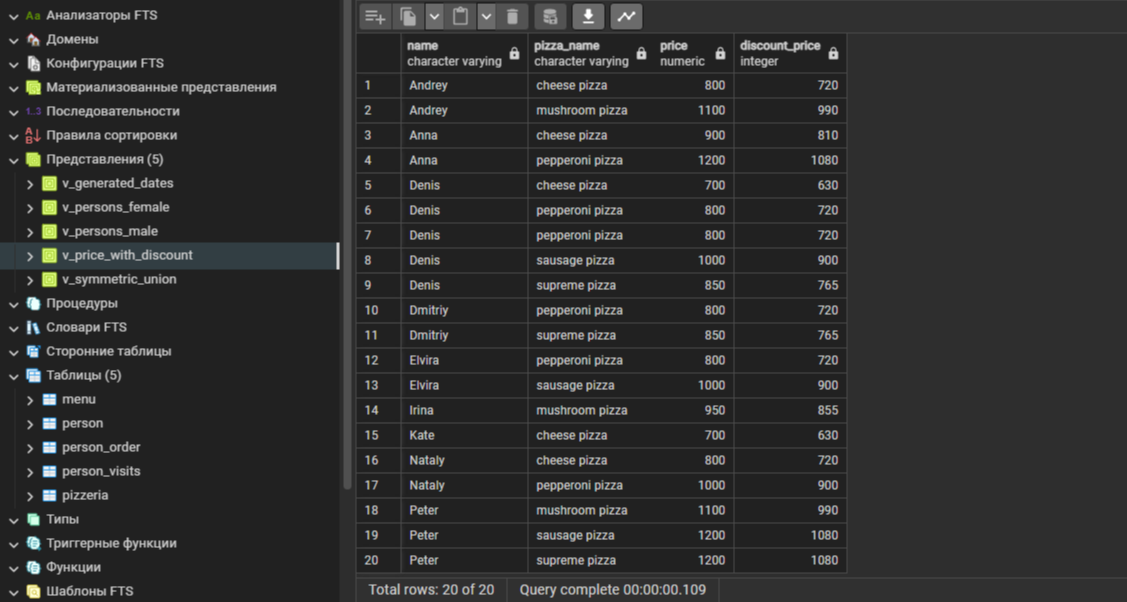 Aa Анализаторы FTS
Домены
Конфигурации FTS
Материализованные представления
1..3 Последовательности
Правила сортировки
Представления (5)
v_generated_dates
v_persons_female
v_persons_male
v_price_with_discount
v_symmetric_union
Процедуры
Словари FTS
Сторонние таблицы
Таблицы (5)
menu
person
person_order
person_visits
pizzeria
Типы
Триггерные функции
Функции
Шаблоны FTS
name pizza_name price discount_price
character varying character varying numeric integer
1 Andrey cheese pizza 800 720
2 Andrey mushroom pizza 1100 990
3 Anna cheese pizza 900 810
4 Anna pepperoni pizza 1200 1080
5 Denis cheese pizza 700 630
6 Denis pepperoni pizza 800 720
7 Denis pepperoni pizza 800 720
8 Denis sausage pizza 1000 900
9 Denis supreme pizza 850 765
10 Dmitriy pepperoni pizza 800 720
11 Dmitriy supreme pizza 850 765
12 Elvira pepperoni pizza 800 720
13 Elvira sausage pizza 1000 900
14 Irina mushroom pizza 950 855
15 Kate cheese pizza 700 630
16 Nataly cheese pizza 800 720
17 Nataly pepperoni pizza 1000 900
18 Peter mushroom pizza 1100 990
19 Peter sausage pizza 1200 1080
20 Peter supreme pizza 1200 1080
Total rows: 20 of 20 Query complete 00:00:00.109